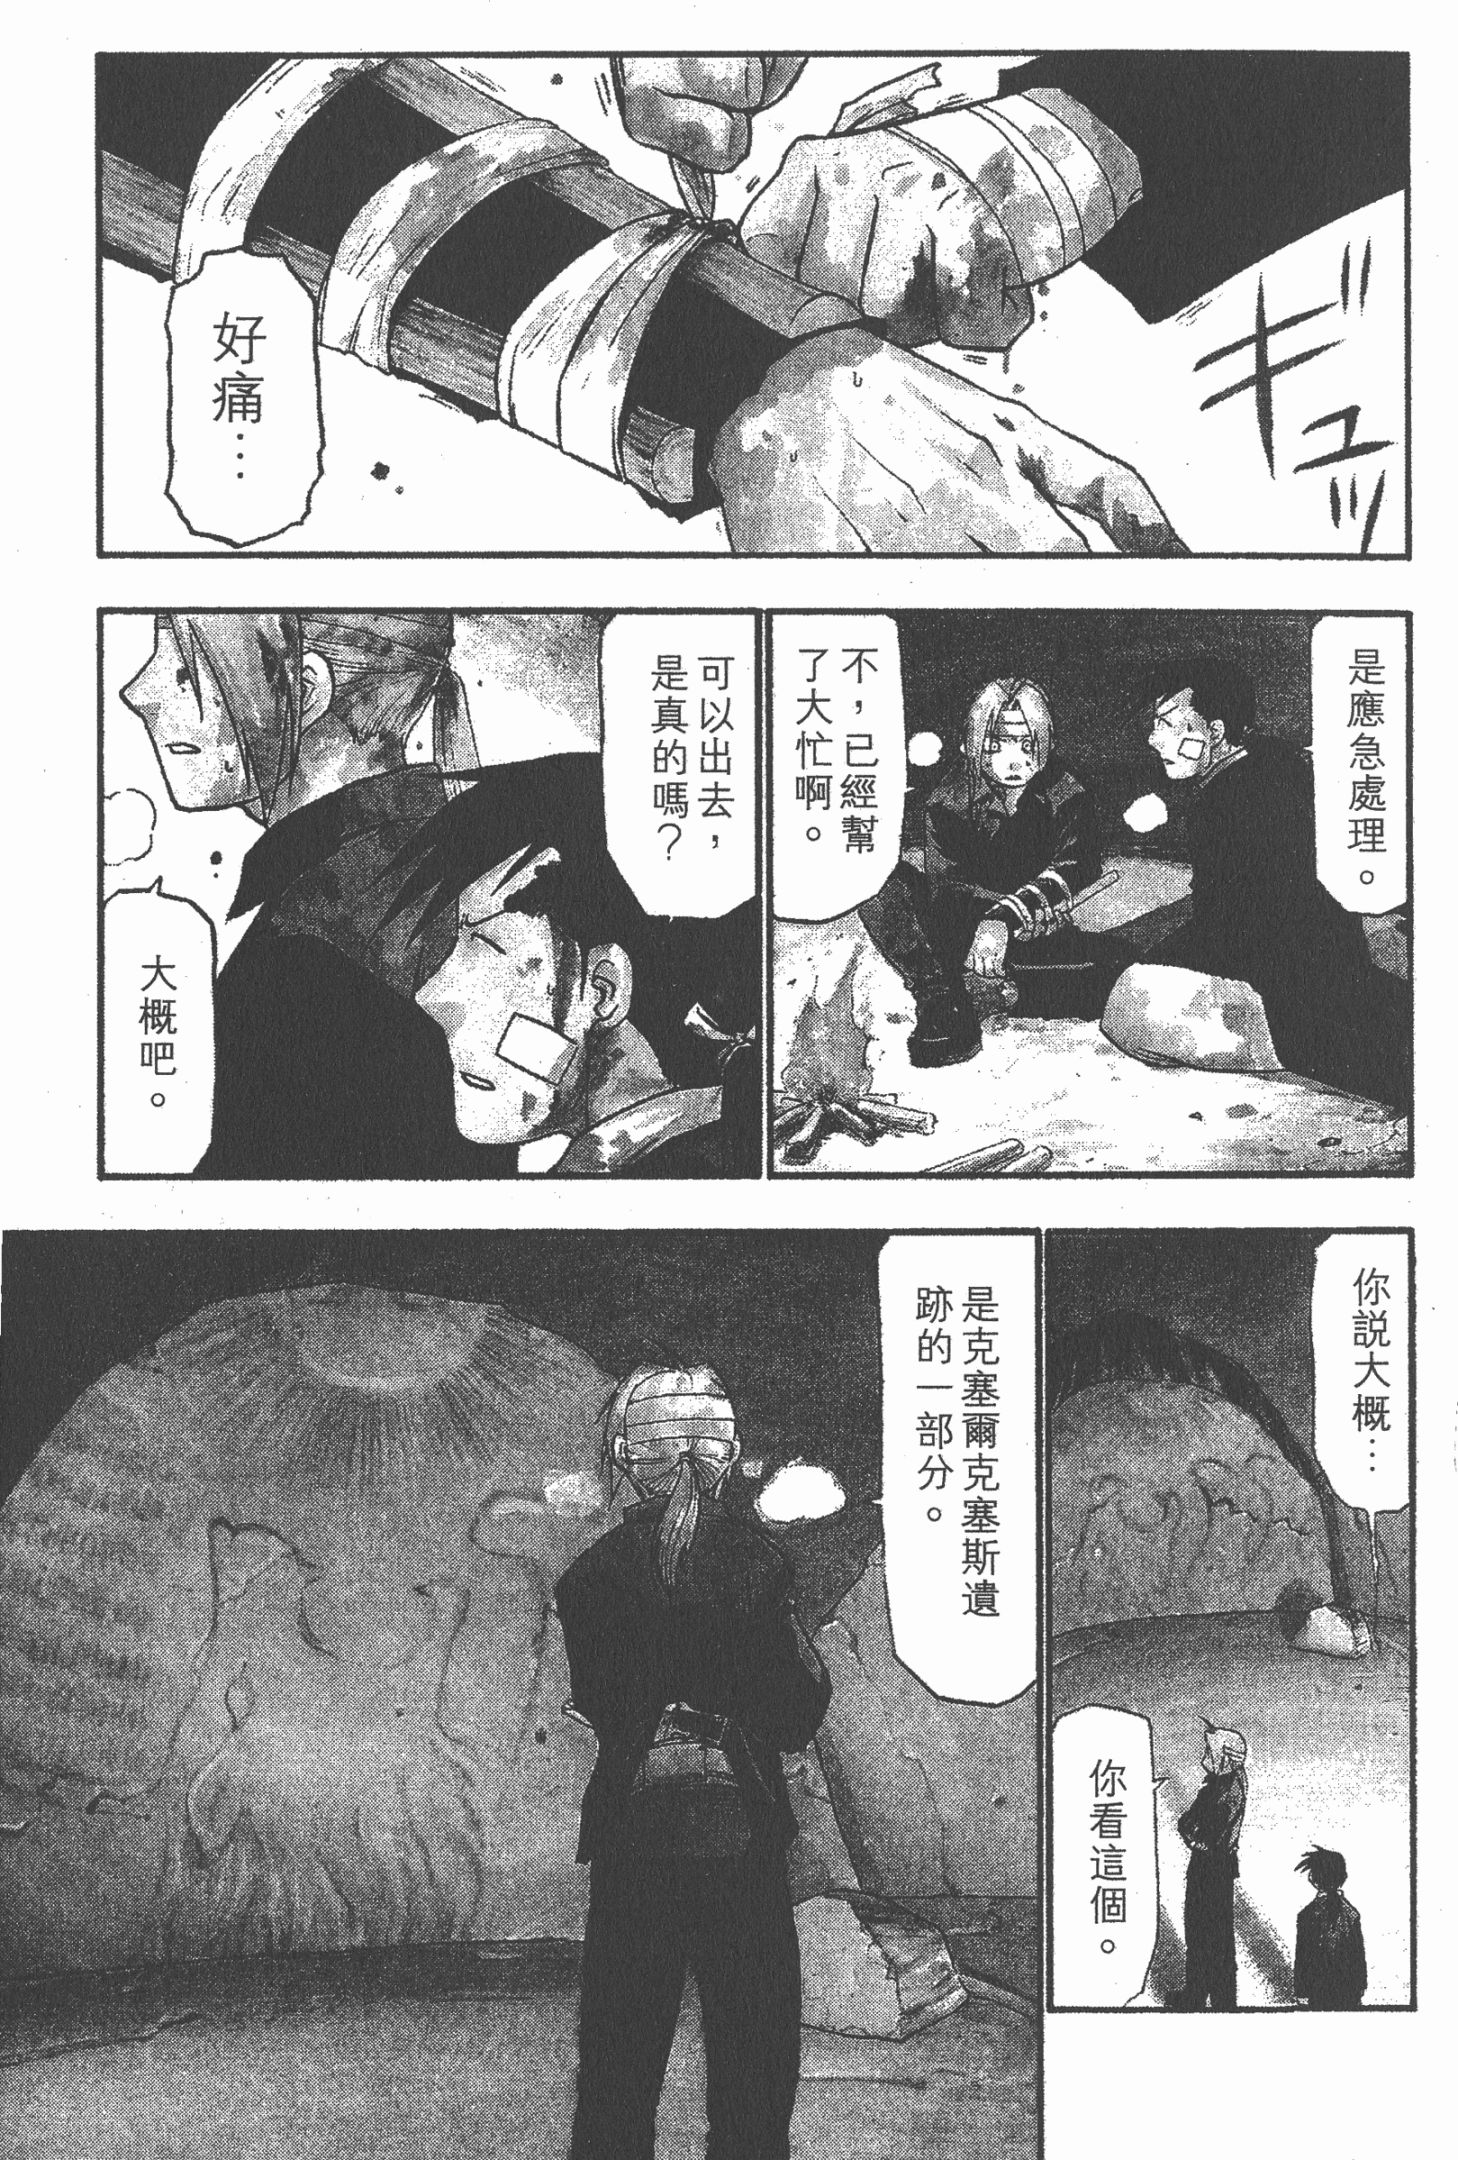 ギュッ
好
痛…
是應急處理。
不，已經幫
了大忙啊。
可以出去，
是真的嗎？
大概吧。
你説大概…
你看這個。
是克塞爾克塞斯遺
跡的一部分。